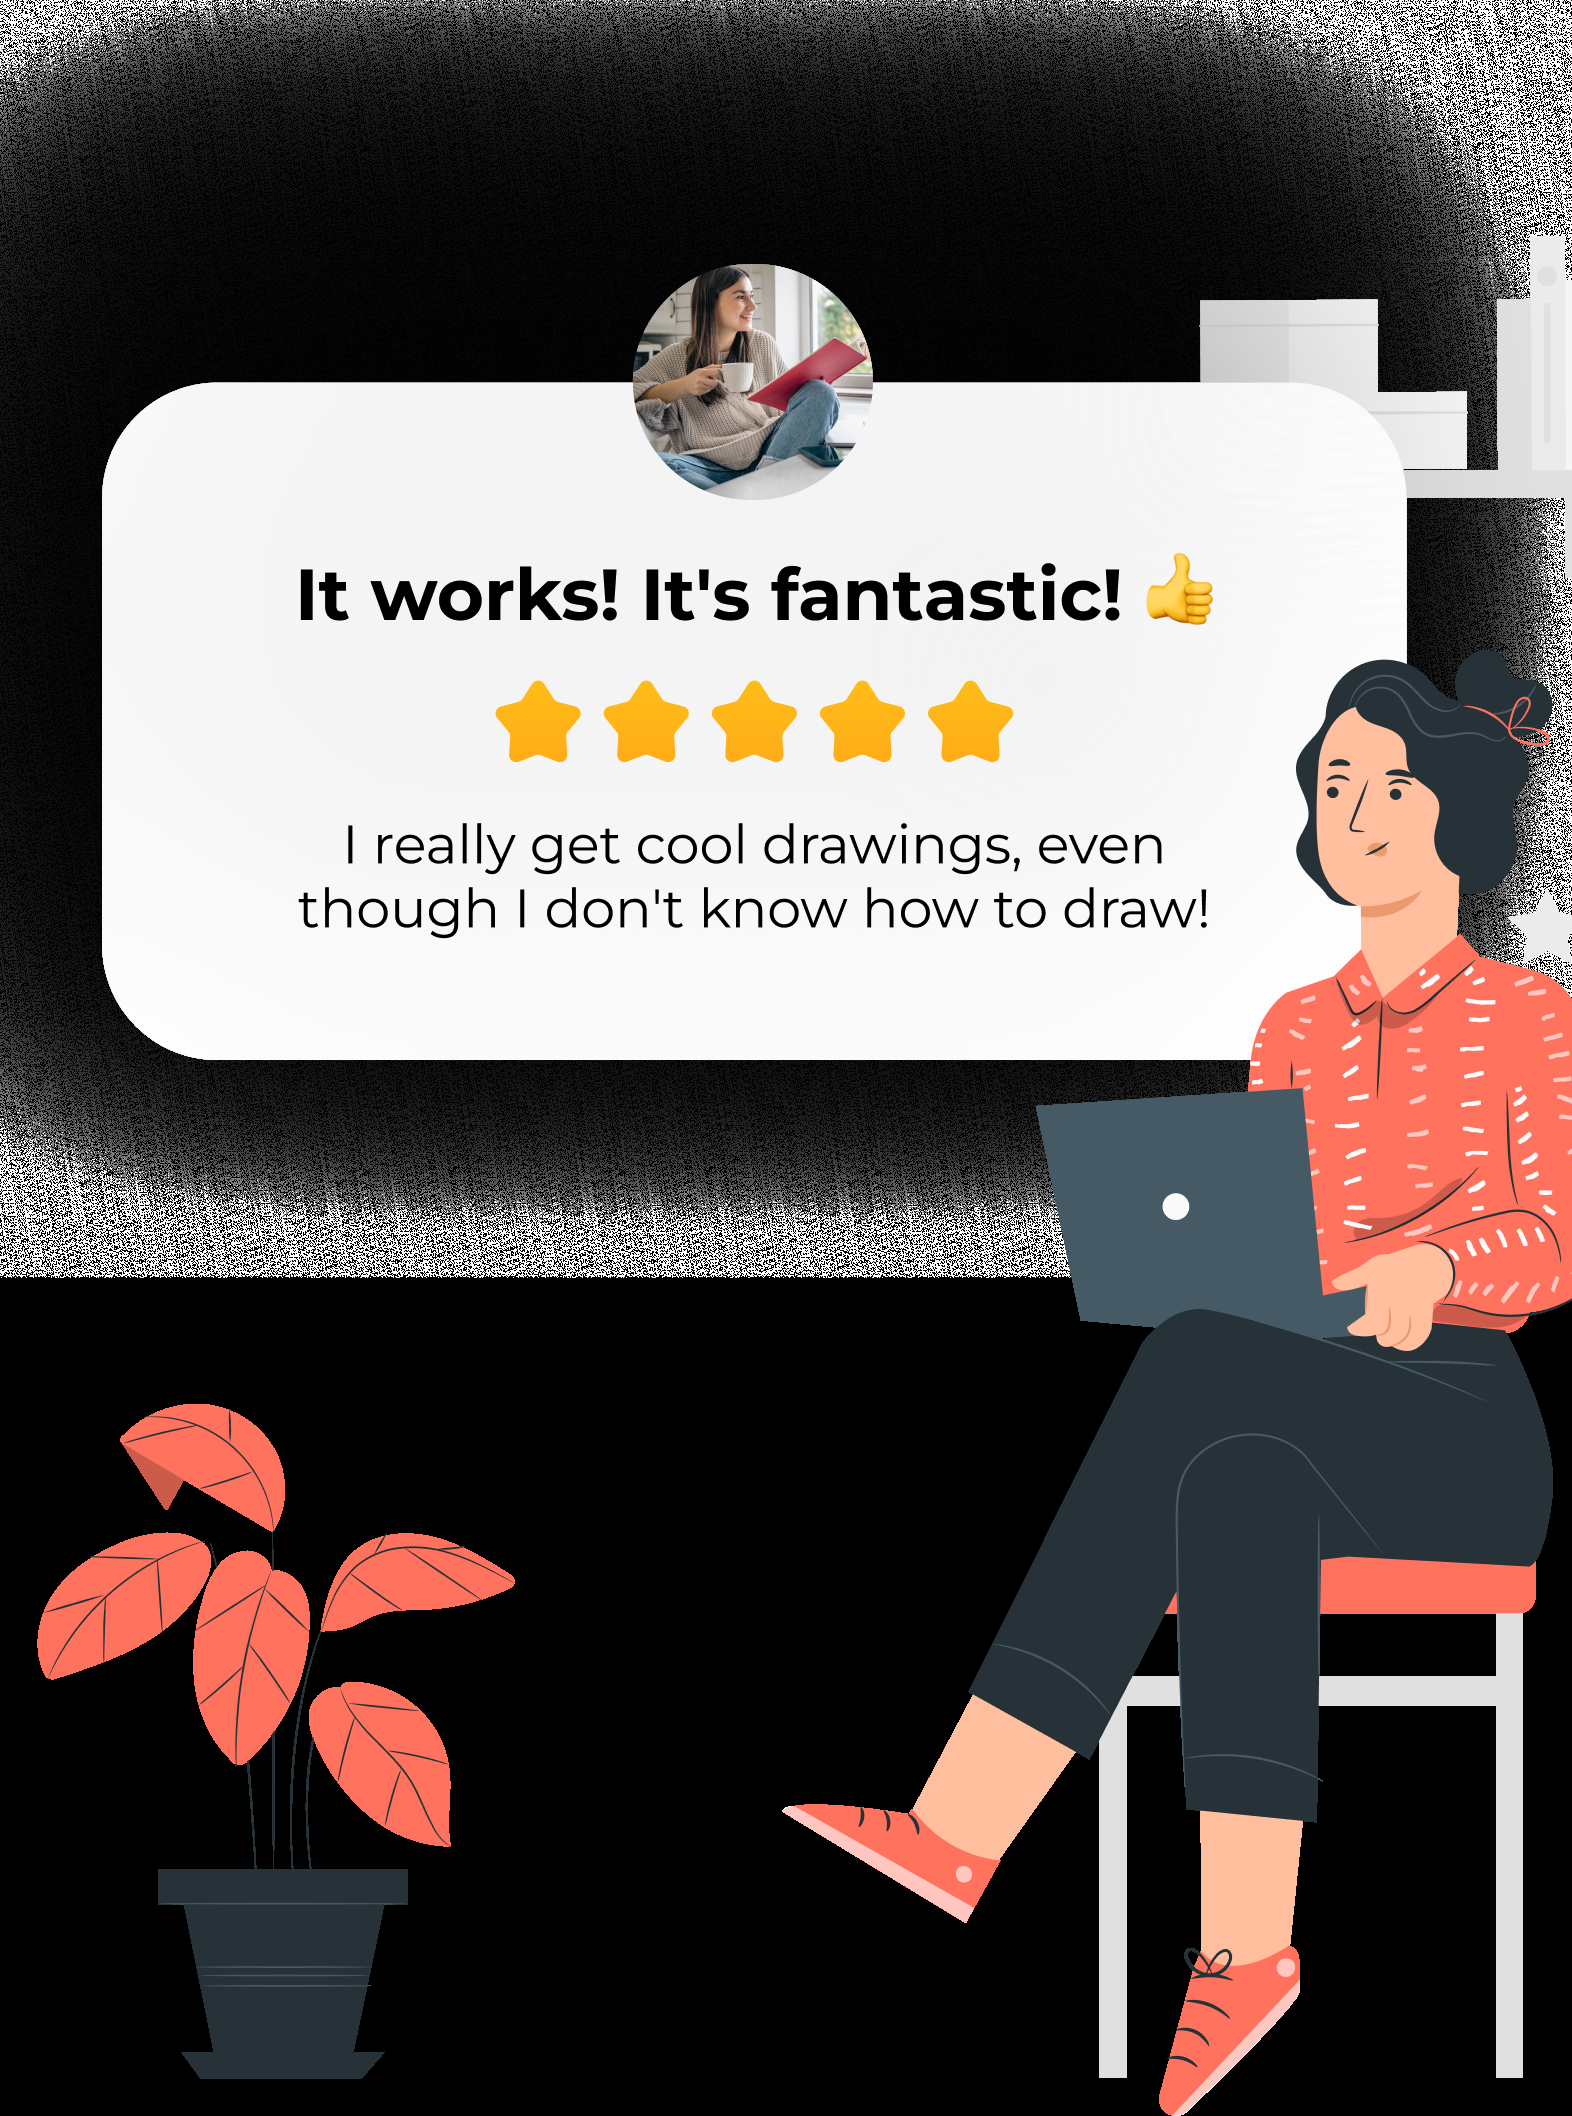 It works! It's fantastic! 👍
I really get cool drawings, even
though I don't know how to draw!